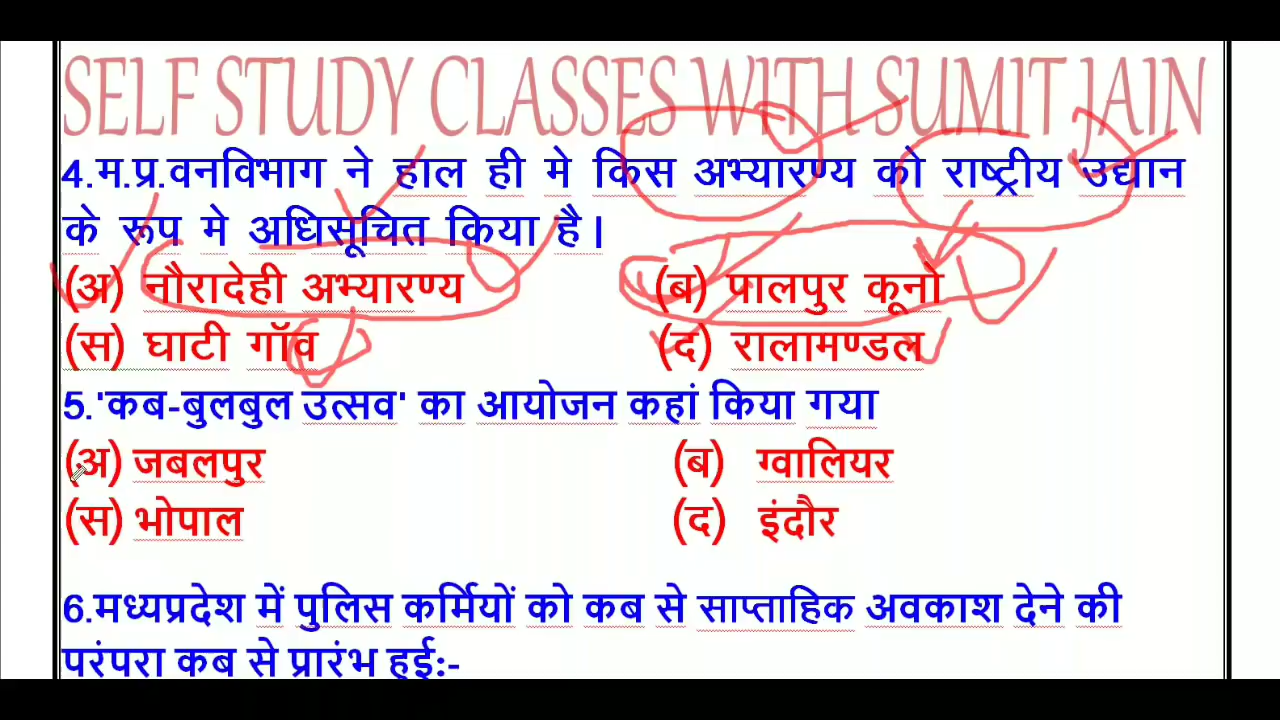 SELF STUDY CLASSES WITH SUMIT JAIN
4.म.प्र.वनविभाग ने हाल ही मे किस अभ्यारण्य को राष्ट्रीय उद्यान
के रूप मे अधिसूचित किया है।
(अ) नौरादेही अभ्यारण्य (ब) पालपुर कूनो
(स) घाटी गॉव (द) रालामण्डल
5.'कब-बुलबुल उत्सव' का आयोजन कहां किया गया
(अ) जबलपुर (ब) ग्वालियर
(स) भोपाल (द) इंदौर
6.मध्यप्रदेश में पुलिस कर्मियों को कब से साप्ताहिक अवकाश देने की
परंपरा कब से प्रारंभ हुई:-